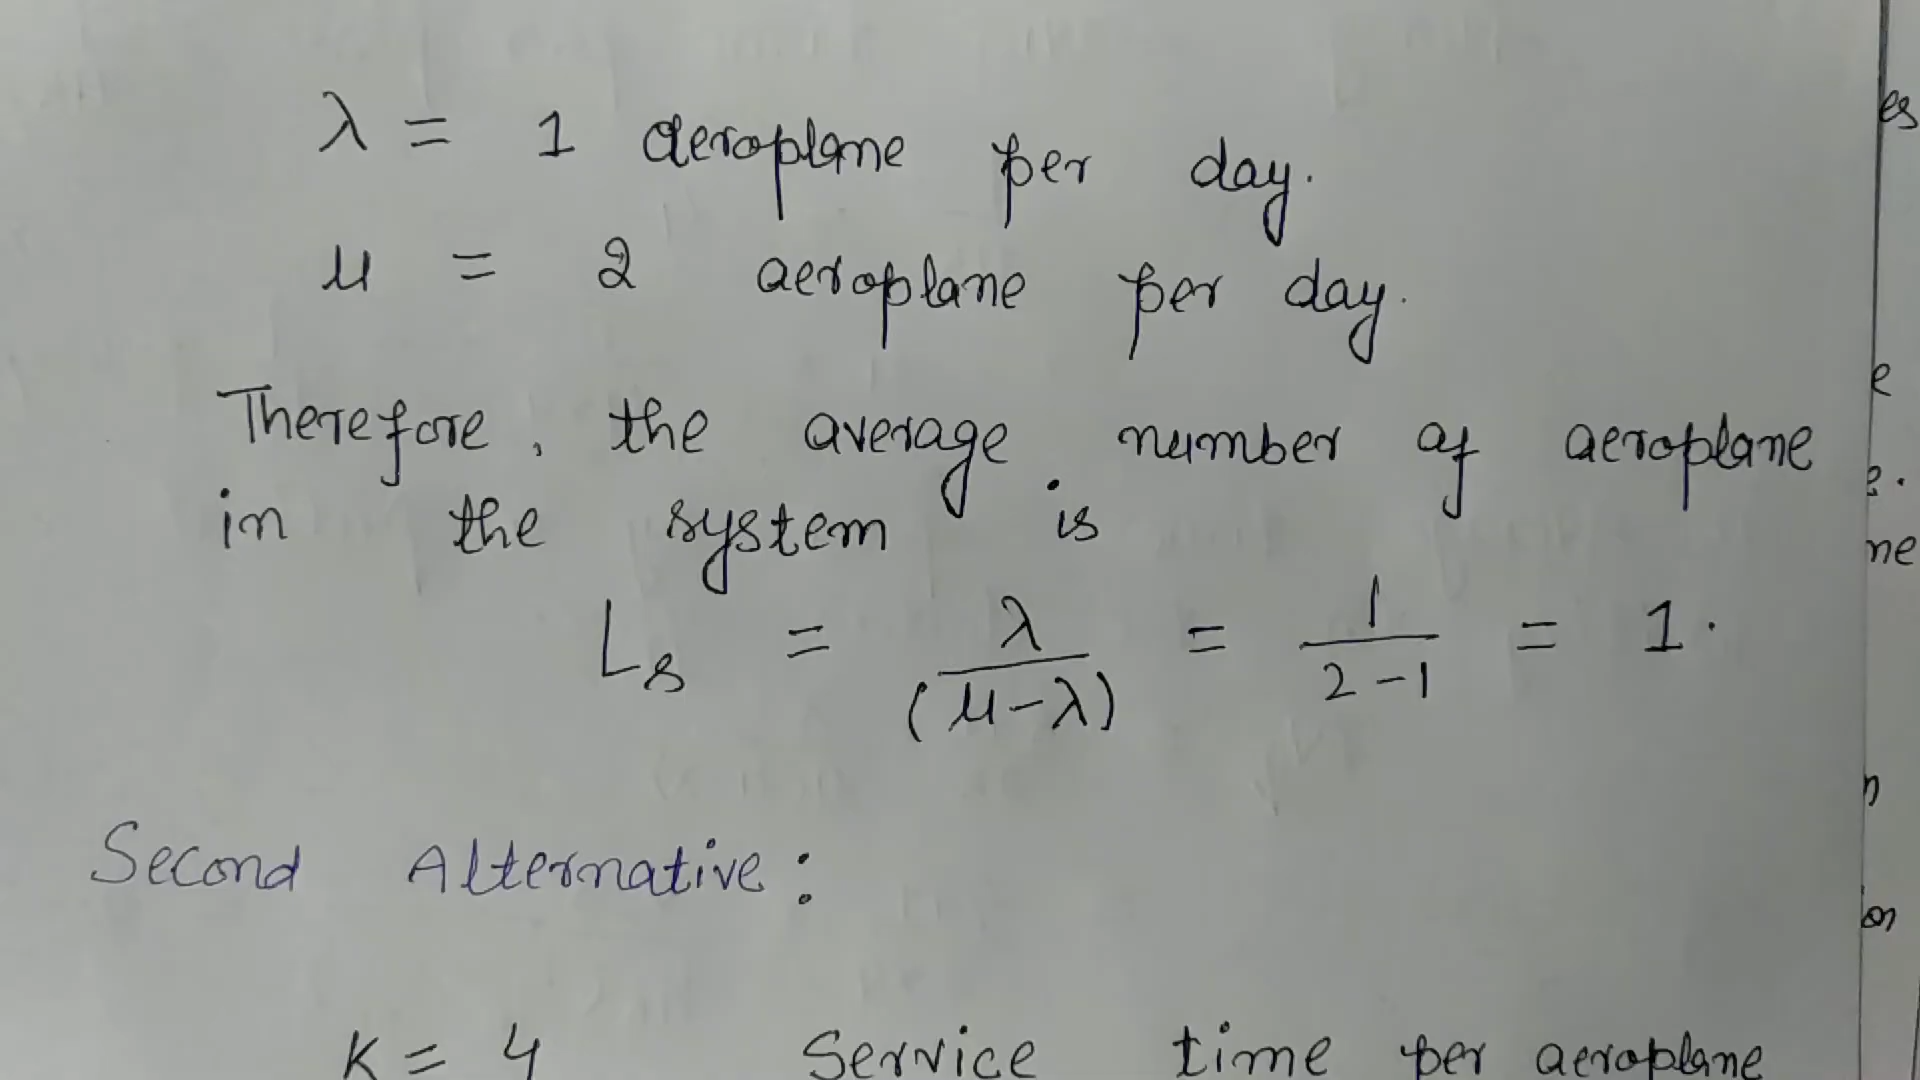 λ = 1 aeroplane per day.
μ = 2 aeroplane per day.
Therefore, the average number of aeroplane
in the system is
Ls = λ/(μ-λ) = 1/(2-1) = 1.
Second Alternative:
K = 4 Service time per aeroplane